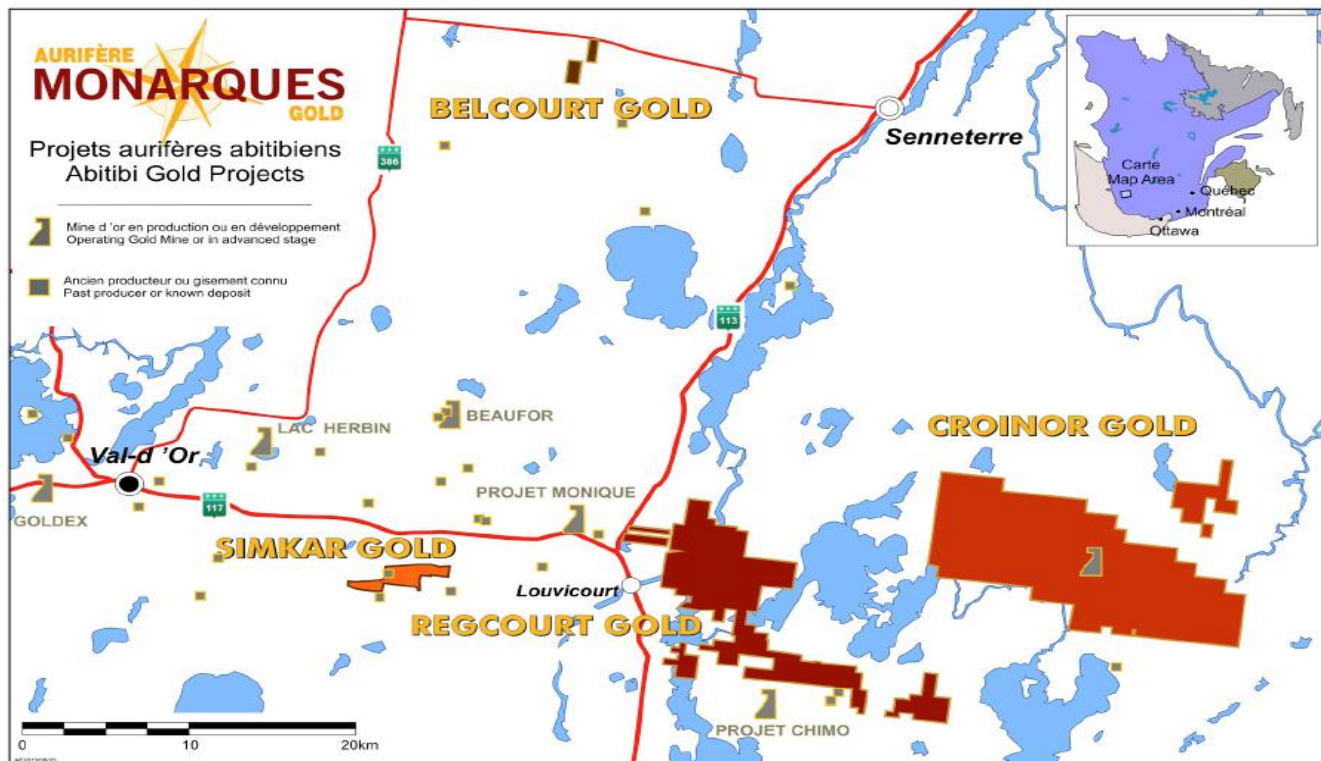 AURIFÈRE
MONARQUES
GOLD
Projets aurifères abitibiens
Abitibi Gold Projects
Mine d 'or en production ou en développement
Operating Gold Mine or in advanced stage
Ancien producteur ou gisement connu
Past producer or known deposit
BELCOURT GOLD
386
Senneterre
Carte
Map Area
Québec
Montréal
Ottawa
113
LAC HERBIN
BEAUFOR
CROINOR GOLD
Val-d 'Or
PROJET MONIQUE
GOLDEX
117
SIMKAR GOLD
Louvicourt
REGCOURT GOLD
PROJET CHIMO
0
10
20km